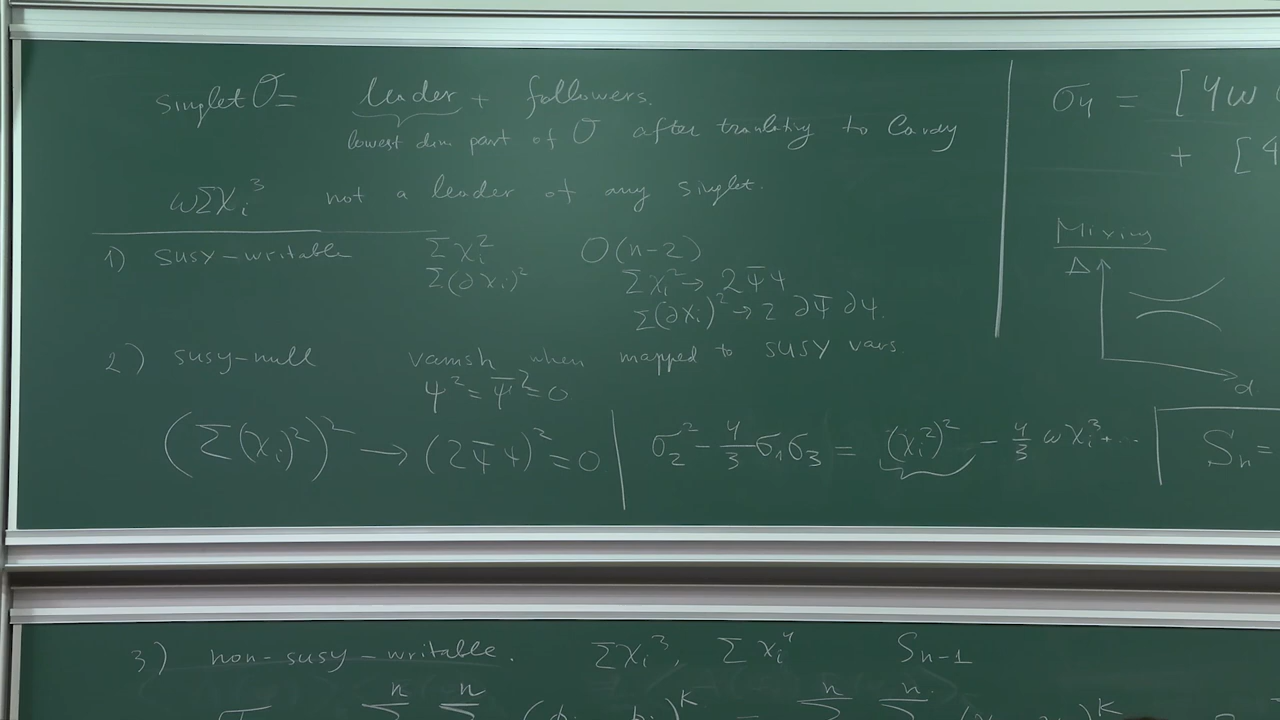 singlet O = leader + followers.
lowest dim part of O after translating to Cardy
ωΣχᵢ³ not a leader of any singlet.
1) susy-writable Σχᵢ² O(n-2)
Σ(∂χᵢ)² Σχᵢ² → 2ψ̄ψ
Σ(∂χᵢ)² → 2 ∂ψ̄ ∂ψ.
2) susy-null vanish when mapped to SUSY vars.
ψ² = ψ̄² = 0
(Σ(χᵢ)²)² → (2ψ̄ψ)² = 0
σ₂² - 4/3 σ₁σ₃ = (χᵢ²)² - 4/3 ωχᵢ³ + ...
σ₄ = [4ω
+ [4
Mixing
Δ
α
Sₙ =
3) non-susy-writable. Σχᵢ³, Σχᵢ⁴ Sₙ₋₁